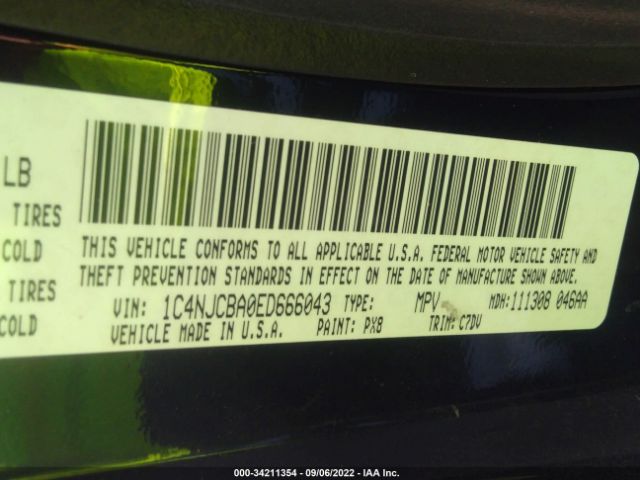 LB
TIRES
COLD
TIRES
COLD
THIS VEHICLE CONFORMS TO ALL APPLICABLE U.S.A. FEDERAL MOTOR VEHICLE SAFETY AND
THEFT PREVENTION STANDARDS IN EFFECT ON THE DATE OF MANUFACTURE SHOWN ABOVE.
VIN: 1C4NJCBA0ED666043 TYPE: MPV MDH:111308 046AA
VEHICLE MADE IN U.S.A. PAINT: PX8 TRIM: C7DV
000-34211354 - 09/06/2022 - IAA Inc.